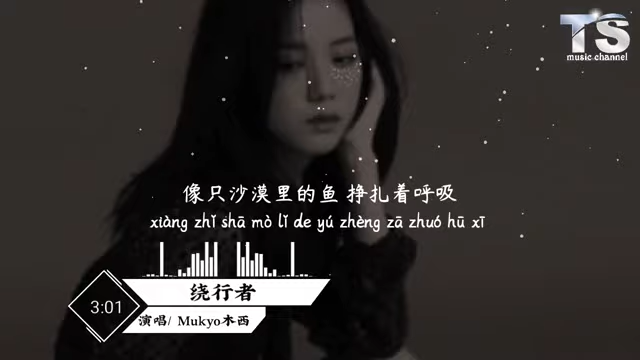 TS
music channel
像只沙漠里的鱼 挣扎着呼吸
xiàng zhǐ shā mò lǐ de yú zhèng zā zhuó hū xī
绕行者
3:01
演唱/ Mukyo木西